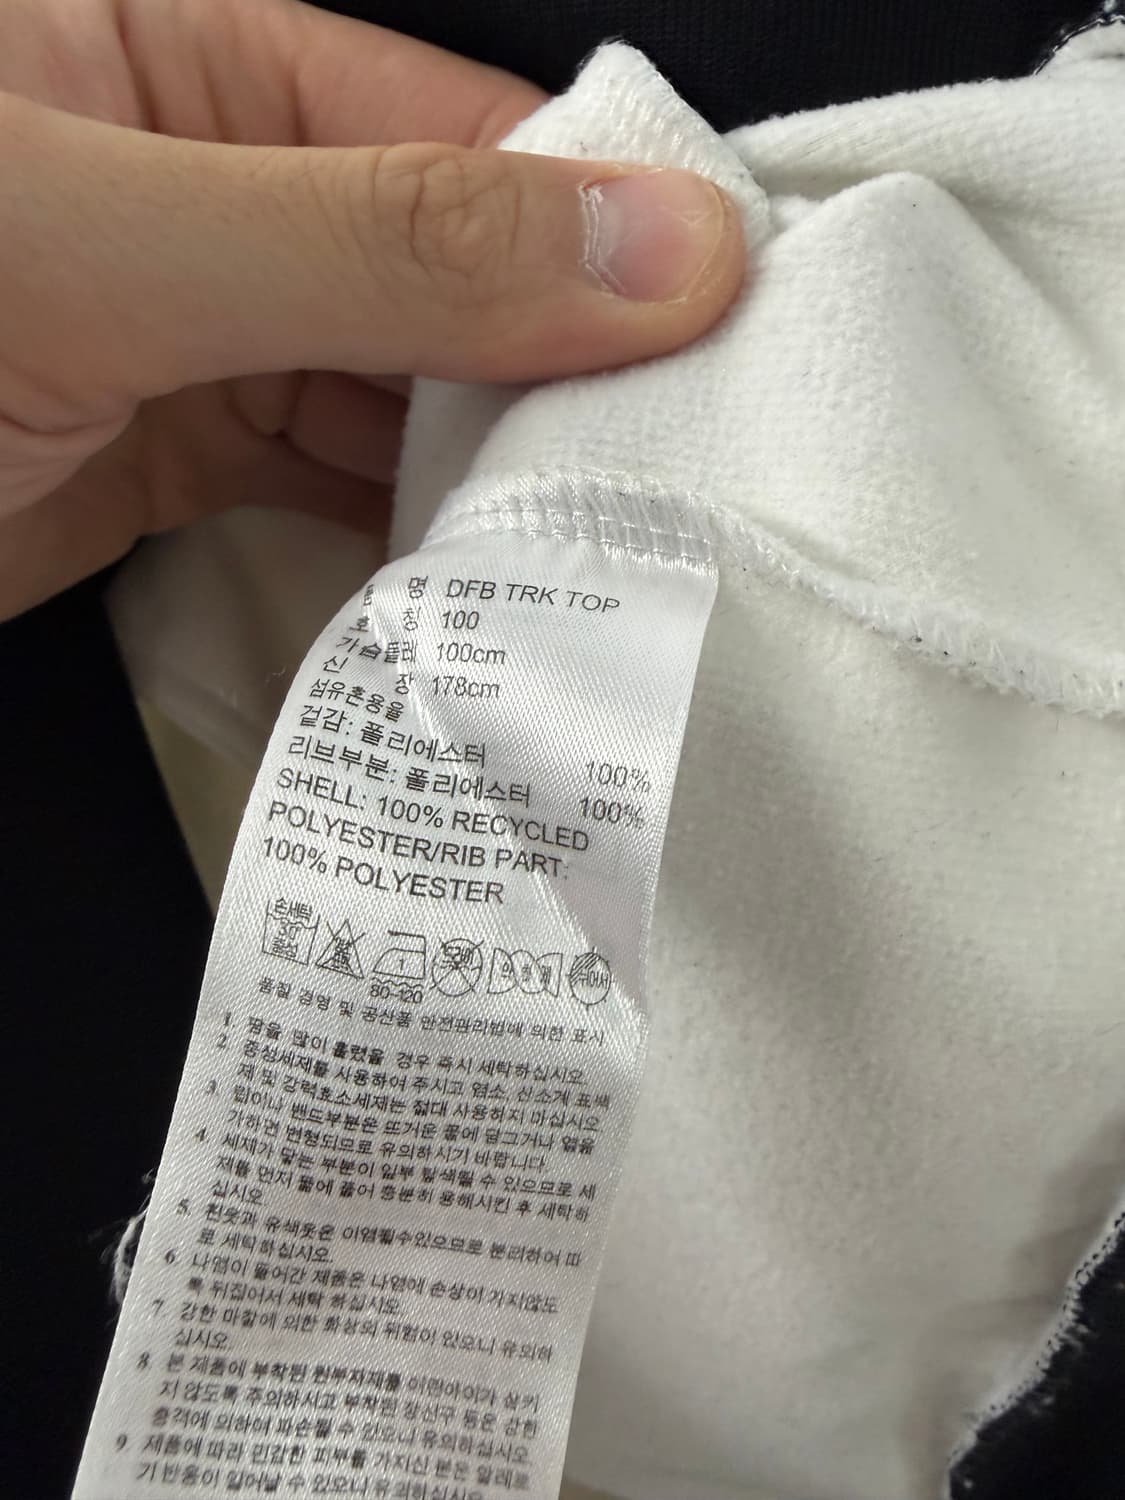 품 명 DFB TRK TOP
호 칭 100
가슴둘레 100cm
신 장 178cm
섬유혼용율
겉감: 폴리에스터 100%
리브부분: 폴리에스터 100%
SHELL: 100% RECYCLED
POLYESTER/RIB PART:
100% POLYESTER
손세탁
30
중성
1
80~120
약하게
뉘어서
품질 경영 및 공산품 안전관리법에 의한 표시
1 땀을 많이 흘렸을 경우 즉시 세탁하십시오.
2 중성세제를 사용하여 주시고 염소, 산소계 표백
제 및 강력효소세제는 절대 사용하지 마십시오
3. 립이나 밴드부분은 뜨거운 물에 담그거나 열을
가하면 변형되므로 유의하시기 바랍니다.
4. 세제가 닿는 부분이 일부 탈색될 수 있으므로 세
제를 먼저 물에 풀어 충분히 용해시킨 후 세탁하
십시오.
5. 흰옷과 유색옷은 이염될수있으므로 분리하여 따
로 세탁하십시오.
6. 나염이 들어간 제품은 나염에 손상이 가지않도
록 뒤집어서 세탁 하십시오.
7. 강한 마찰에 의한 화상의 위험이 있으니 유의하
십시오.
8. 본 제품에 부착된 원부자재를 어린아이가 삼키
지 않도록 주의하시고 부착된 장신구 등은 강한
충격에 의하여 파손될 수 있으니 유의하십시오
9. 제품에 따라 민감한 피부를 가지신 분은 알레르
기 반응이 일어날 수 있으니 유의하십시오